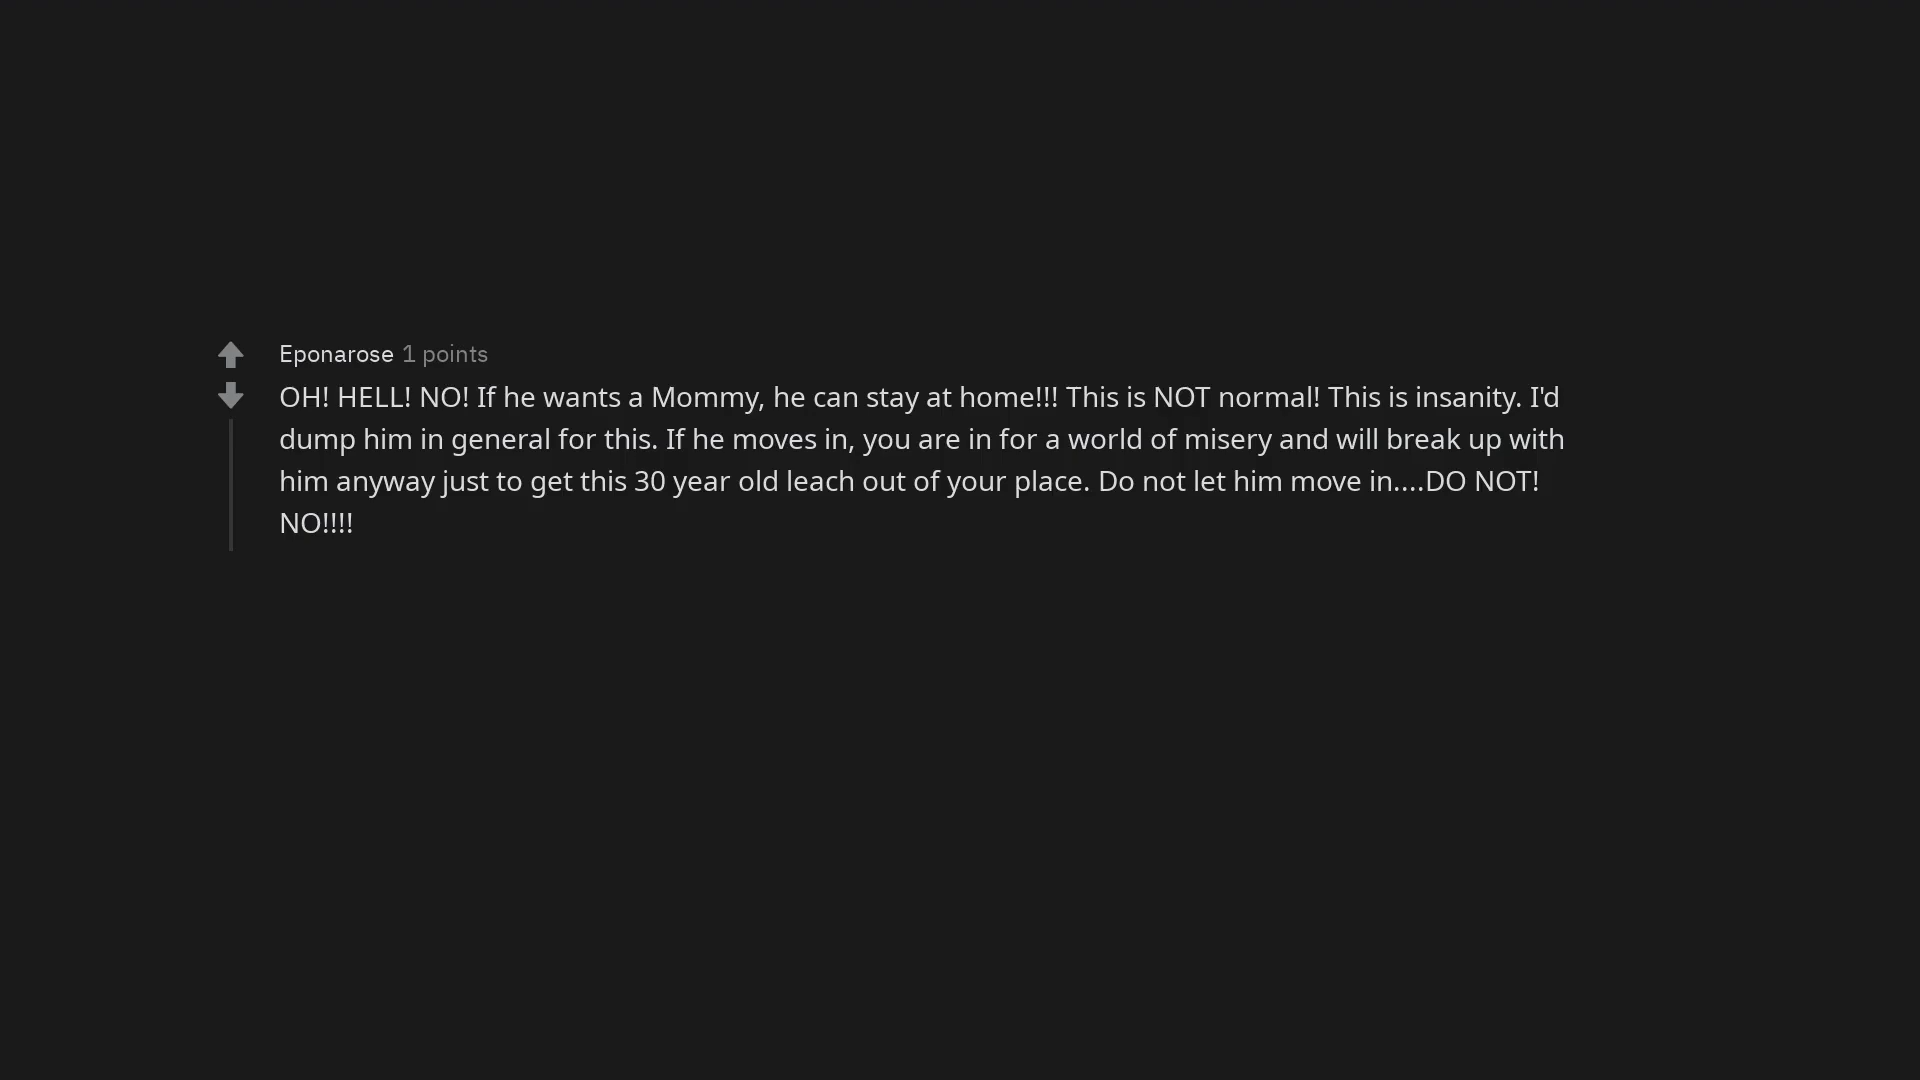 Eponarose 1 points
OH! HELL! NO! If he wants a Mommy, he can stay at home!!! This is NOT normal! This is insanity. I'd
dump him in general for this. If he moves in, you are in for a world of misery and will break up with
him anyway just to get this 30 year old leach out of your place. Do not let him move in....DO NOT!
NO!!!!